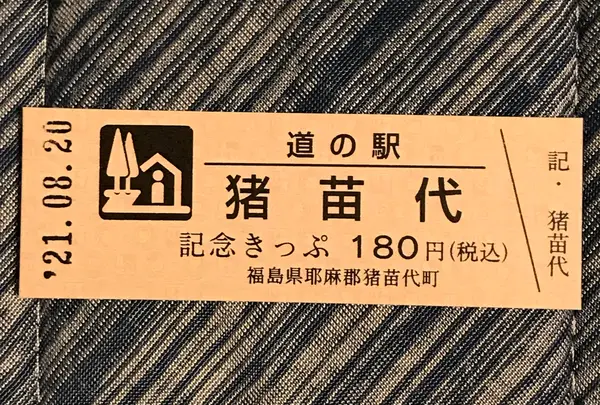 '21.08.20
道の駅
猪苗代
記念きっぷ 180円(税込)
福島県耶麻郡猪苗代町
記・猪苗代